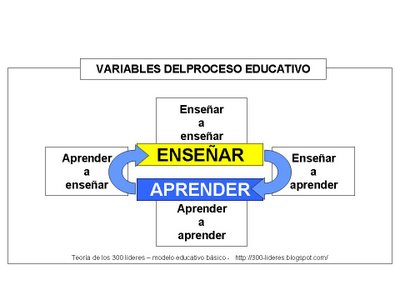 VARIABLES DELPROCESO EDUCATIVO
Enseñar
a
enseñar
ENSEÑAR
Aprender
a
enseñar
Enseñar
a
aprender
APRENDER
Aprender
a
aprender
Teoría de los 300 lideres – modelo educativo básico - http://300-lideres.blogspot.com/